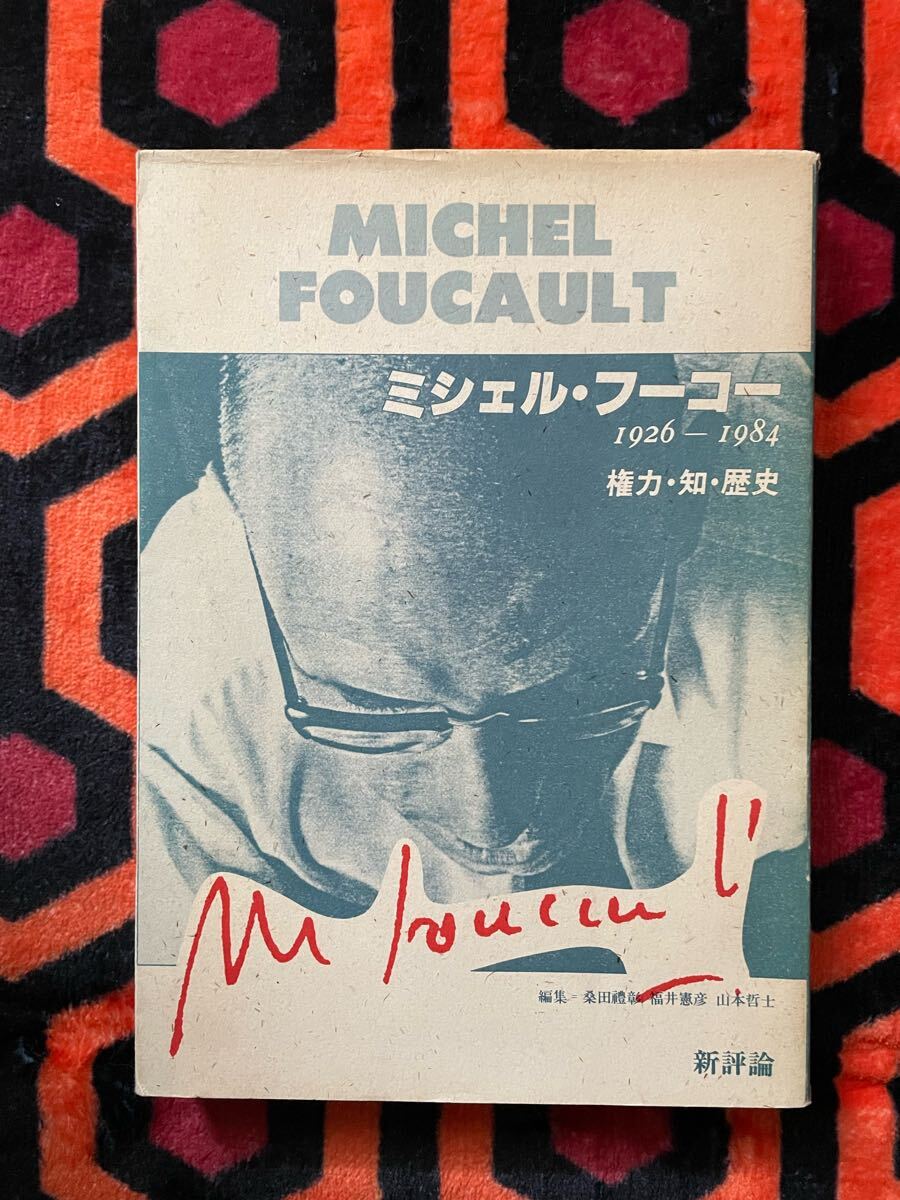 MICHEL
FOUCAULT
ミシェル・フーコー
1926 — 1984
権力・知・歴史
M foucault
編集＝桑田禮彰 福井憲彦 山本哲士
新評論